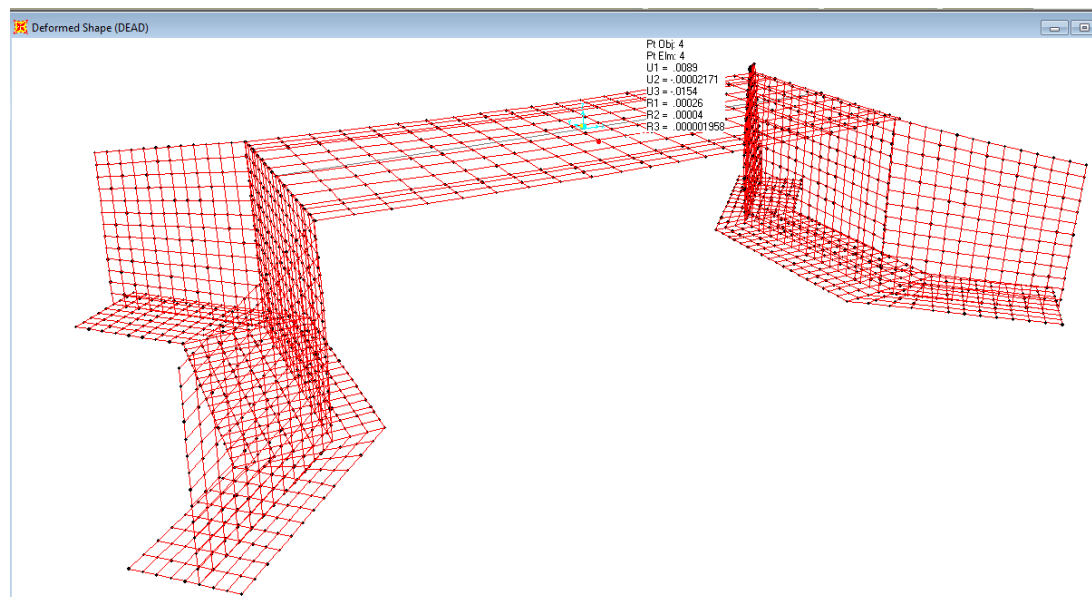 Deformed Shape (DEAD)
Pt Obj: 4
Pt Elm: 4
U1 = .0089
U2 = -.00002171
U3 = -.0154
R1 = .00026
R2 = .00004
R3 = .000001958